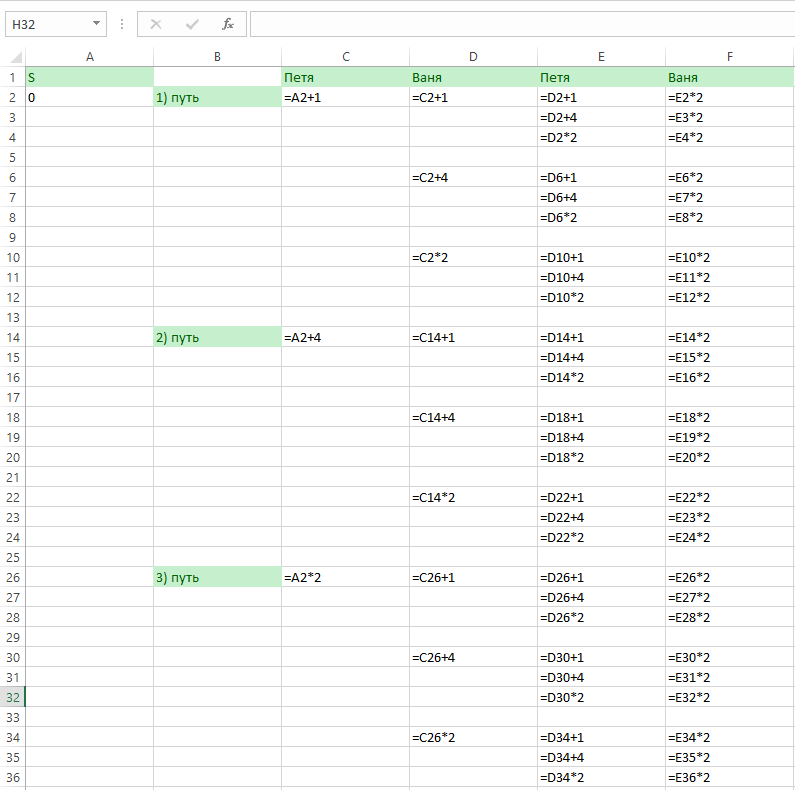 H32 fx
A B C D E F
1 S Петя Ваня Петя Ваня
2 0 1) путь =A2+1 =C2+1 =D2+1 =E2*2
3 =D2+4 =E3*2
4 =D2*2 =E4*2
5
6 =C2+4 =D6+1 =E6*2
7 =D6+4 =E7*2
8 =D6*2 =E8*2
9
10 =C2*2 =D10+1 =E10*2
11 =D10+4 =E11*2
12 =D10*2 =E12*2
13
14 2) путь =A2+4 =C14+1 =D14+1 =E14*2
15 =D14+4 =E15*2
16 =D14*2 =E16*2
17
18 =C14+4 =D18+1 =E18*2
19 =D18+4 =E19*2
20 =D18*2 =E20*2
21
22 =C14*2 =D22+1 =E22*2
23 =D22+4 =E23*2
24 =D22*2 =E24*2
25
26 3) путь =A2*2 =C26+1 =D26+1 =E26*2
27 =D26+4 =E27*2
28 =D26*2 =E28*2
29
30 =C26+4 =D30+1 =E30*2
31 =D30+4 =E31*2
32 =D30*2 =E32*2
33
34 =C26*2 =D34+1 =E34*2
35 =D34+4 =E35*2
36 =D34*2 =E36*2